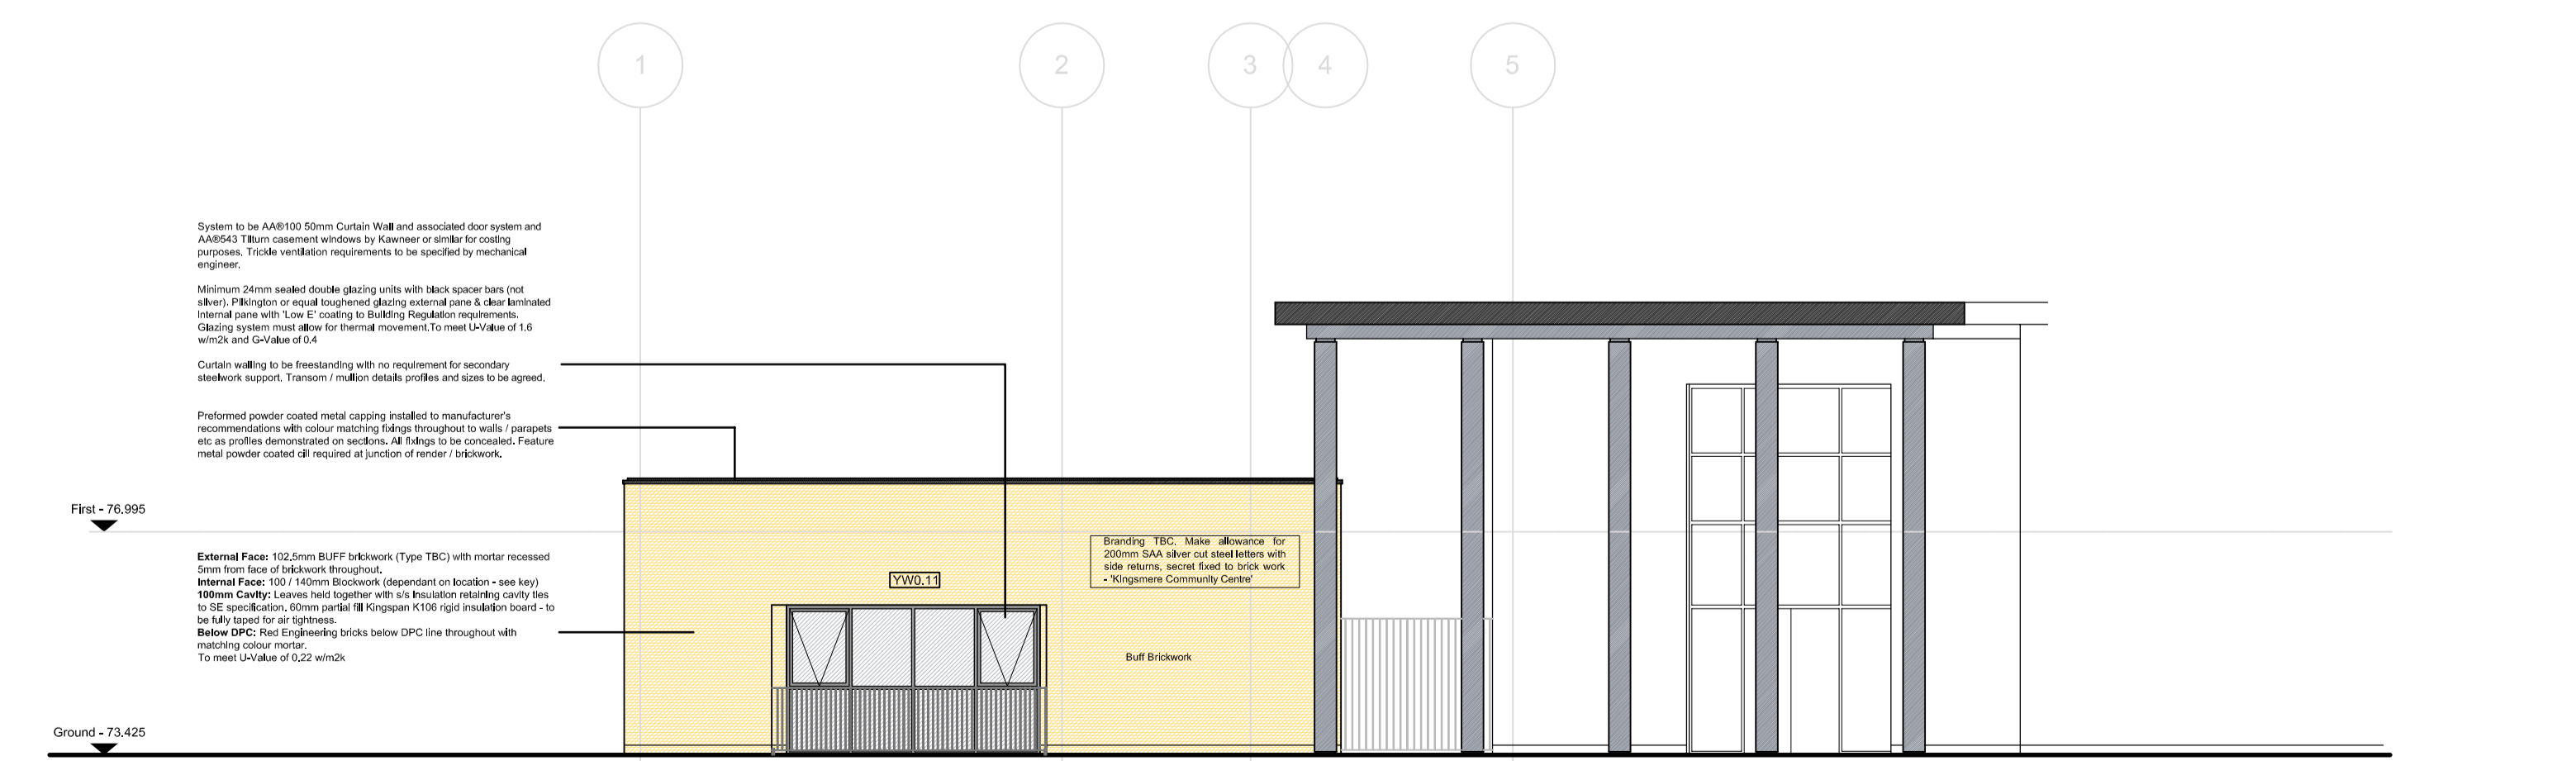 1
2
3
4
5
System to be AA®100 50mm Curtain Wall and associated door system and
AA®543 Tilturn casement windows by Kawneer or similar for costing
purposes. Trickle ventilation requirements to be specified by mechanical
engineer.
Minimum 24mm sealed double glazing units with black spacer bars (not
silver). Pilkington or equal toughened glazing external pane & clear laminated
internal pane with 'Low E' coating to Building Regulation requirements.
Glazing system must allow for thermal movement.To meet U-Value of 1.6
w/m2k and G-Value of 0.4
Curtain walling to be freestanding with no requirement for secondary
steelwork support. Transom / mullion details profiles and sizes to be agreed.
Preformed powder coated metal capping installed to manufacturer's
recommendations with colour matching fixings throughout to walls / parapets
etc as profiles demonstrated on sections. All fixings to be concealed. Feature
metal powder coated cill required at junction of render / brickwork.
First - 76.995
External Face: 102.5mm BUFF brickwork (Type TBC) with mortar recessed
5mm from face of brickwork throughout.
Internal Face: 100 / 140mm Blockwork (dependant on location - see key)
100mm Cavity: Leaves held together with s/s insulation retaining cavity ties
to SE specification. 60mm partial fill Kingspan K106 rigid insulation board - to
be fully taped for air tightness.
Below DPC: Red Engineering bricks below DPC line throughout with
matching colour mortar.
To meet U-Value of 0.22 w/m2k
Branding TBC. Make allowance for
200mm SAA silver cut steel letters with
side returns, secret fixed to brick work
- 'Kingsmere Community Centre'
YW0.11
Buff Brickwork
Ground - 73.425